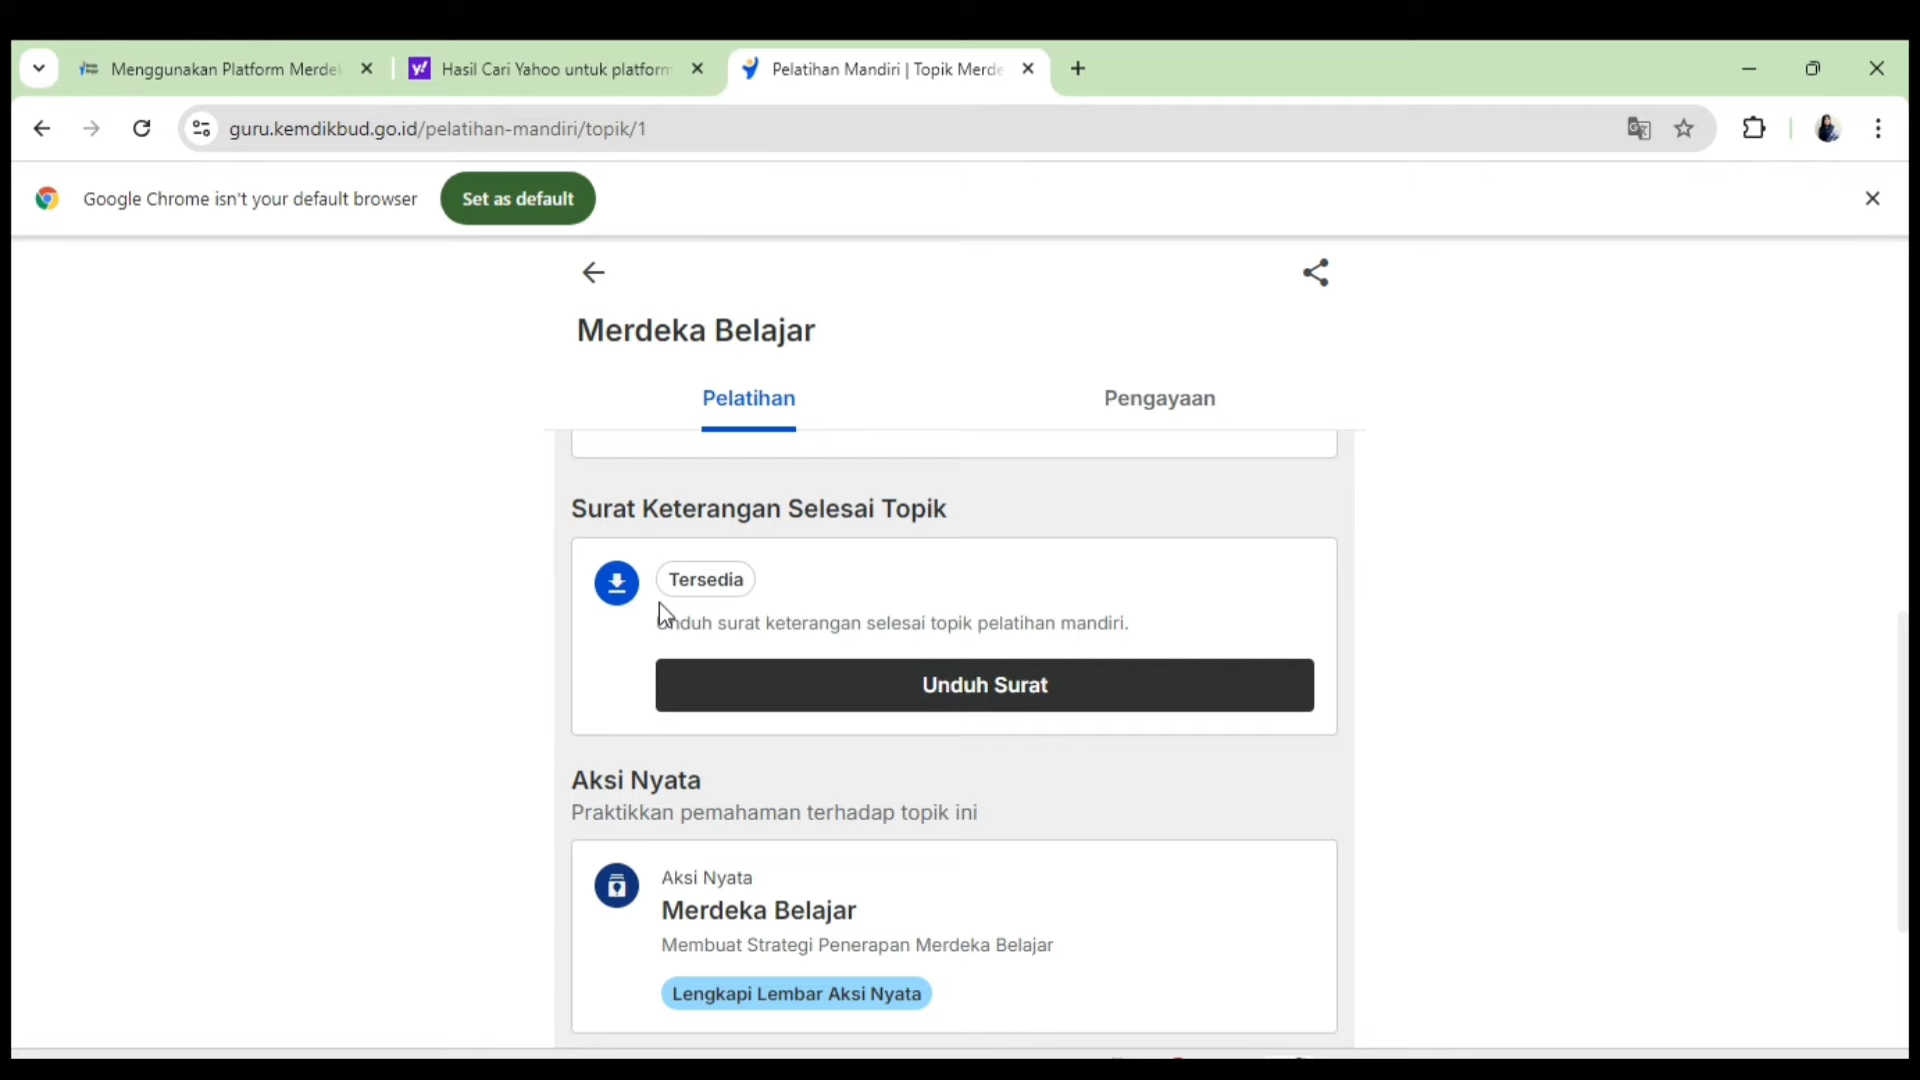 Menggunakan Platform Merdek
Hasil Cari Yahoo untuk platform
Pelatihan Mandiri | Topik Merde
guru.kemdikbud.go.id/pelatihan-mandiri/topik/1
Google Chrome isn't your default browser
Set as default
Merdeka Belajar
Pelatihan
Pengayaan
Surat Keterangan Selesai Topik
Tersedia
Unduh surat keterangan selesai topik pelatihan mandiri.
Unduh Surat
Aksi Nyata
Praktikkan pemahaman terhadap topik ini
Aksi Nyata
Merdeka Belajar
Membuat Strategi Penerapan Merdeka Belajar
Lengkapi Lembar Aksi Nyata